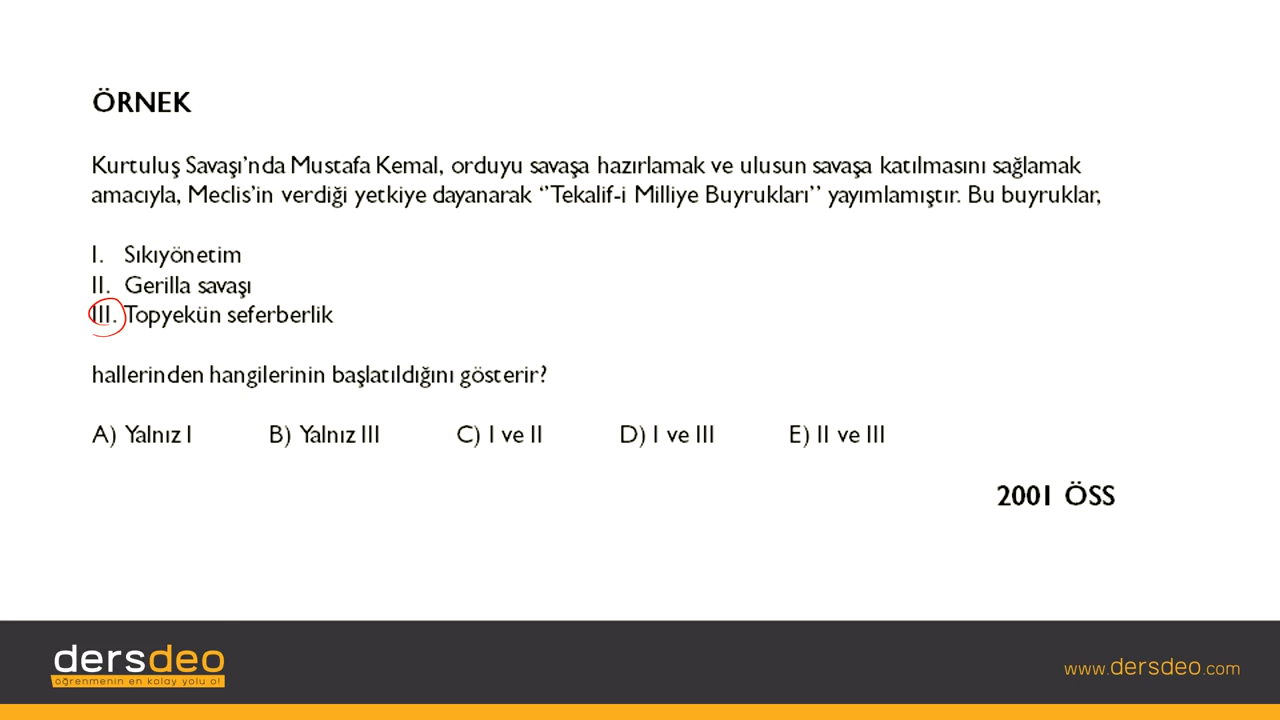 ÖRNEK
Kurtuluş Savaşı’nda Mustafa Kemal, orduyu savaşa hazırlamak ve ulusun savaşa katılmasını sağlamak
amacıyla, Meclis’in verdiği yetkiye dayanarak ‘’Tekalif-i Milliye Buyrukları’’ yayımlamıştır. Bu buyruklar,
I. Sıkıyönetim
II. Gerilla savaşı
III. Topyekün seferberlik
hallerinden hangilerinin başlatıldığını gösterir?
A) Yalnız I B) Yalnız III C) I ve II D) I ve III E) II ve III
2001 ÖSS
dersdeo
öğrenmenin en kolay yolu o!
www.dersdeo.com